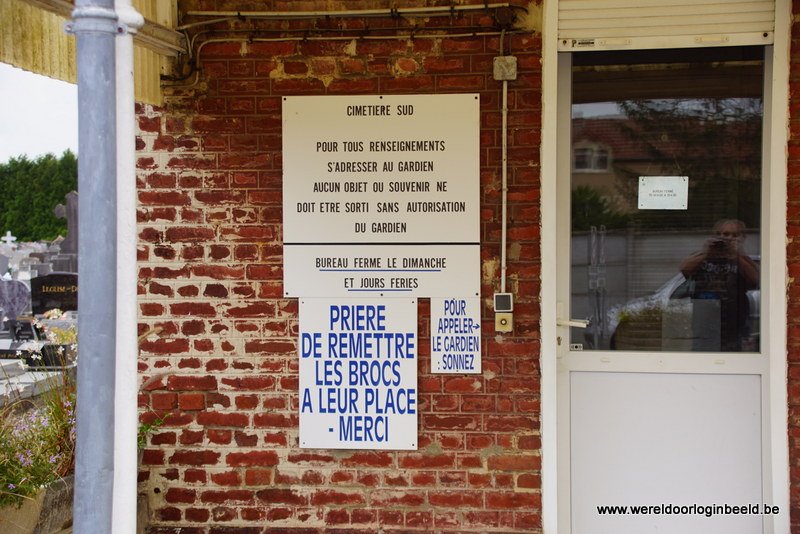 CIMETIERE SUD
POUR TOUS RENSEIGNEMENTS
S'ADRESSER AU GARDIEN
AUCUN OBJET OU SOUVENIR NE
DOIT ETRE SORTI SANS AUTORISATION
DU GARDIEN
BUREAU FERME LE DIMANCHE
ET JOURS FERIES
PRIERE
DE REMETTRE
LES BROCS
A LEUR PLACE
- MERCI
POUR
APPELER→
LE GARDIEN
: SONNEZ
BUREAU FERME
www.wereldoorloginbeeld.be